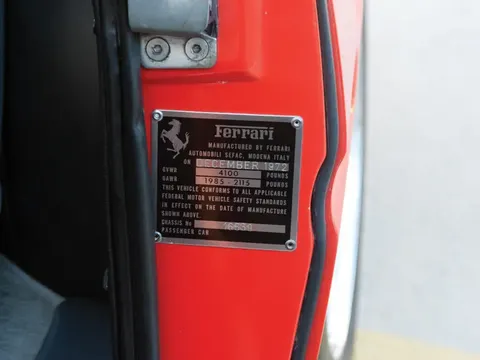 Ferrari
MANUFACTURED BY FERRARI
AUTOMOBILI SEFAC, MODENA ITALY
ON DECEMBER 1972
GVWR 4100 POUNDS
GAWR 1985-2115 POUNDS
THIS VEHICLE CONFORMS TO ALL APPLICABLE
FEDERAL MOTOR VEHICLE SAFETY STANDARDS
IN EFFECT ON THE DATE OF MANUFACTURE
SHOWN ABOVE.
CHASSIS No
PASSENGER CAR